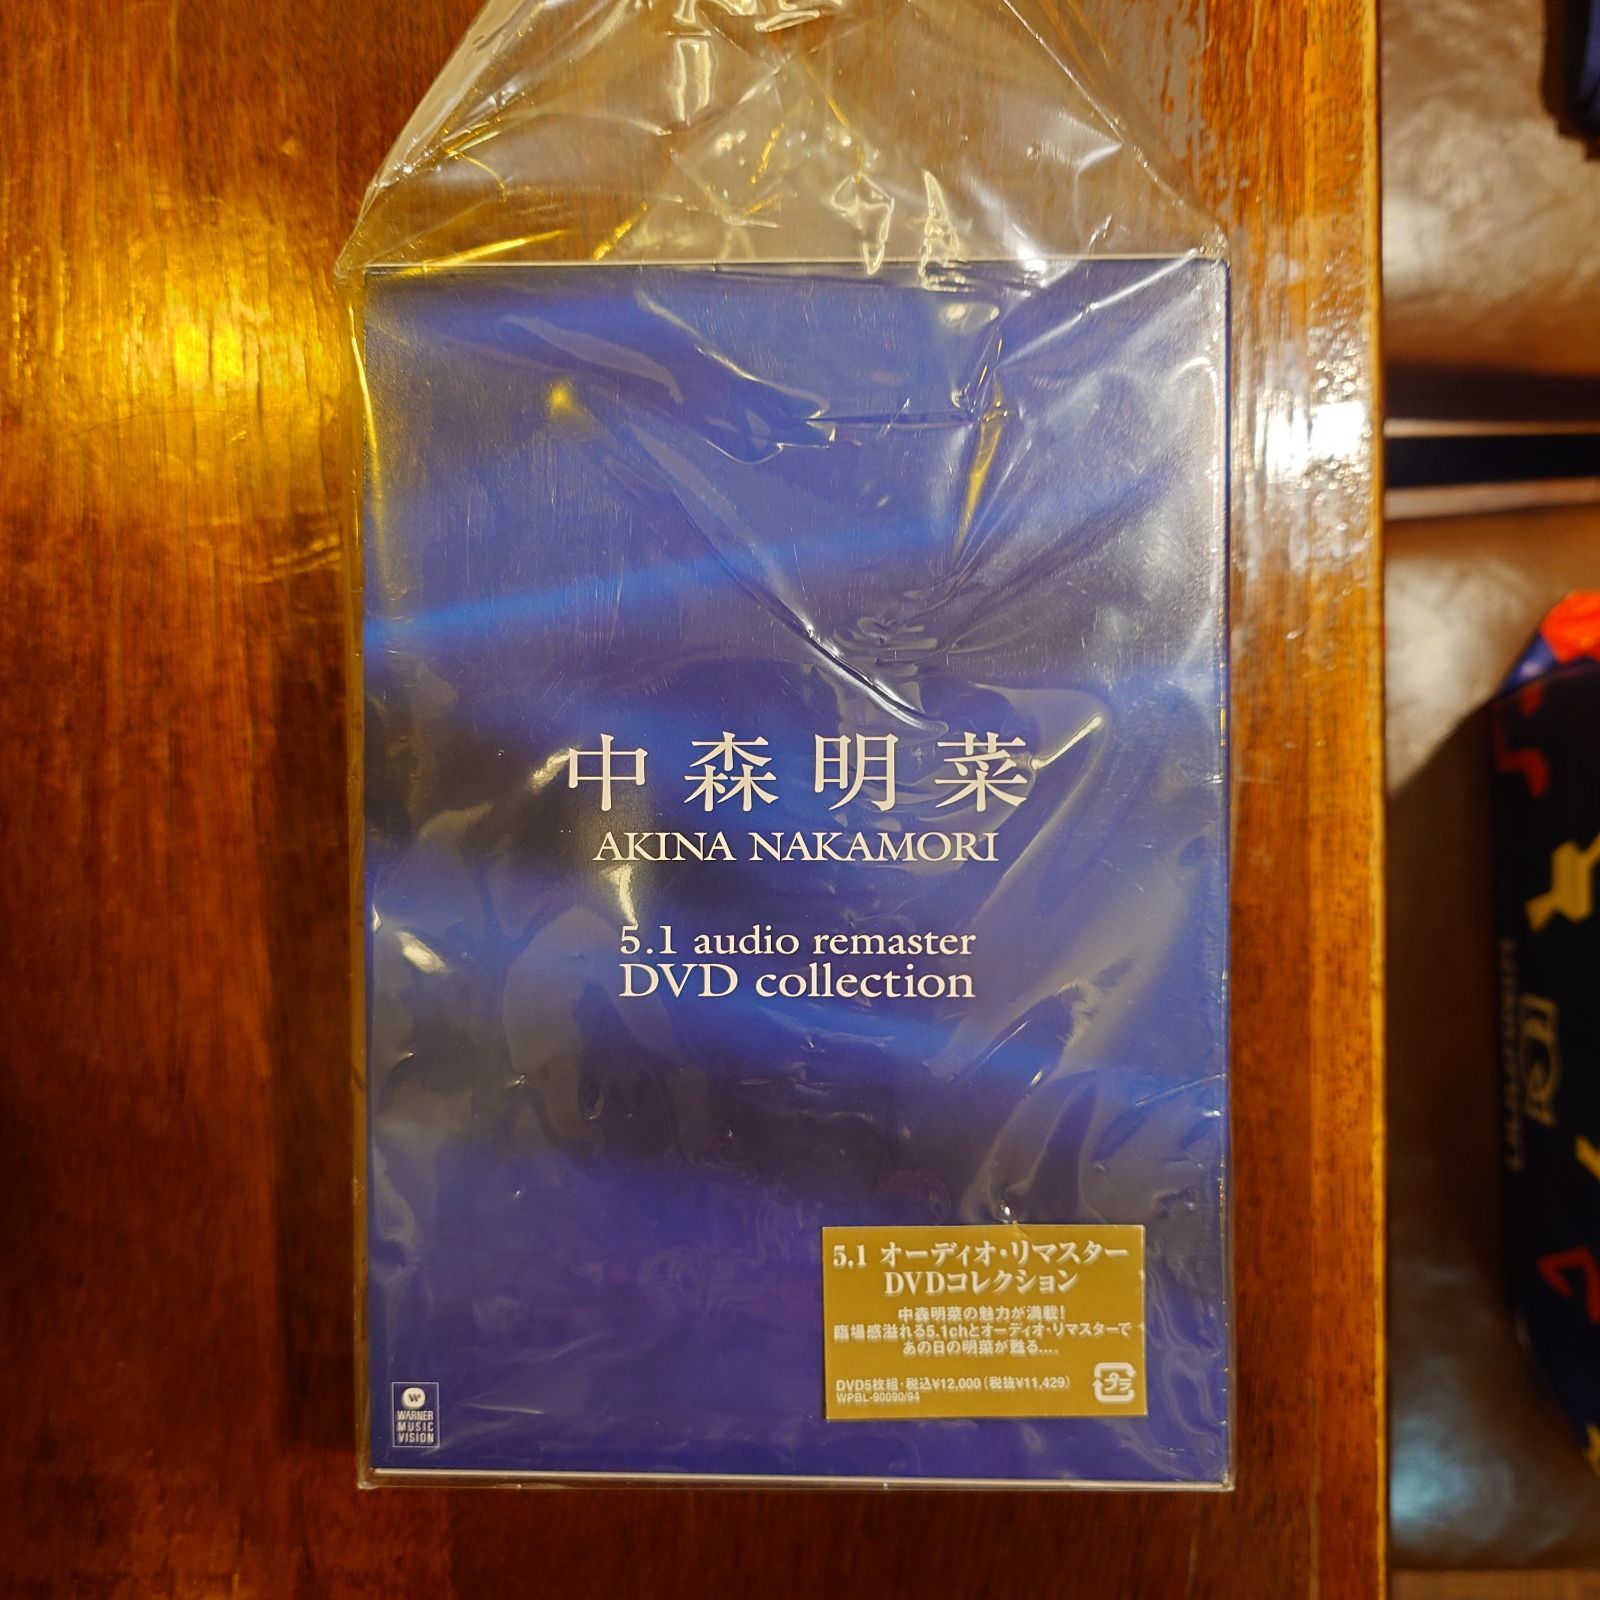 中森明菜
AKINA NAKAMORI
5.1 audio remaster
DVD collection
5.1 オーディオ・リマスター
DVDコレクション
中森明菜の魅力が満載!
臨場感溢れる5.1chとオーディオ・リマスターで
あの日の明菜が甦る….
DVD5枚組・税込¥12,000(税抜¥11,429)
WPBL-90090/94
プラ
WARNER
MUSIC
VISION